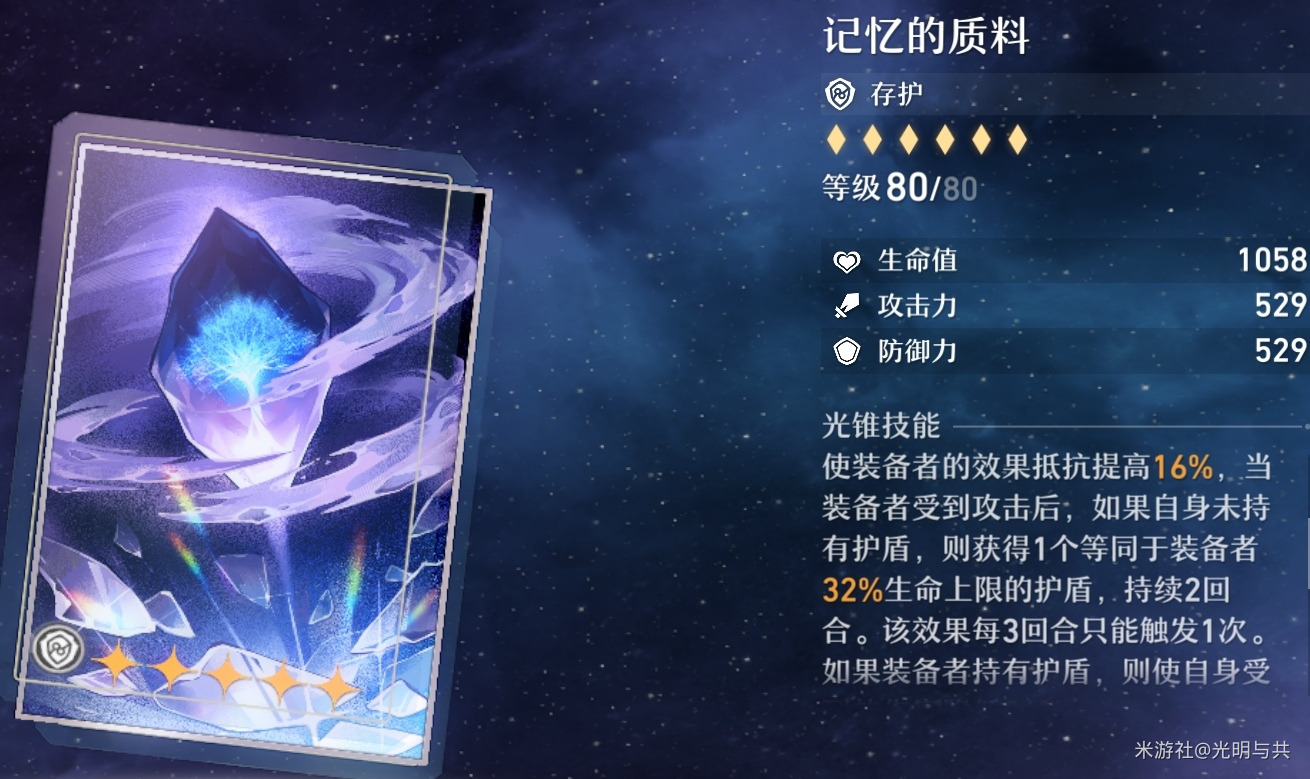 记忆的质料
存护
等级80/80
生命值 1058
攻击力 529
防御力 529
光锥技能
使装备者的效果抵抗提高16%，当
装备者受到攻击后，如果自身未持
有护盾，则获得1个等同于装备者
32%生命上限的护盾，持续2回
合。该效果每3回合只能触发1次。
如果装备者持有护盾，则使自身受
米游社@光明与共